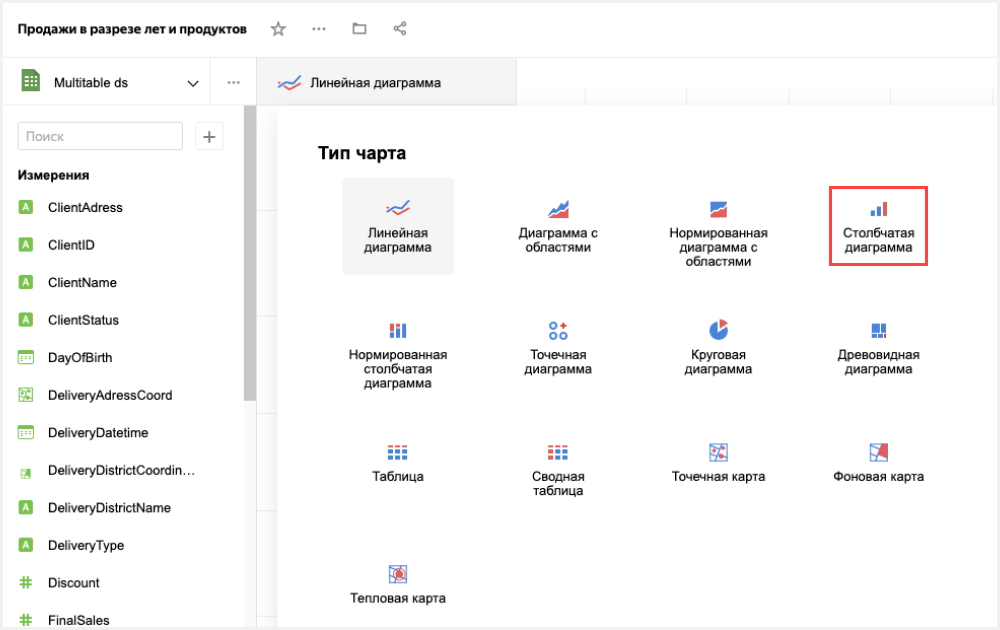 Продажи в разрезе лет и продуктов
Multitable ds
Линейная диаграмма
Поиск
Измерения
A ClientAdress
A ClientID
A ClientName
A ClientStatus
DayOfBirth
DeliveryAdressCoord
DeliveryDatetime
DeliveryDistrictCoordin...
A DeliveryDistrictName
A DeliveryType
# Discount
# FinalSales
Тип чарта
Линейная
диаграмма
Диаграмма с
областями
Нормированная
диаграмма с
областями
Столбчатая
диаграмма
Нормированная
столбчатая
диаграмма
Точечная
диаграмма
Круговая
диаграмма
Древовидная
диаграмма
Таблица
Сводная
таблица
Точечная карта
Фоновая карта
Тепловая карта